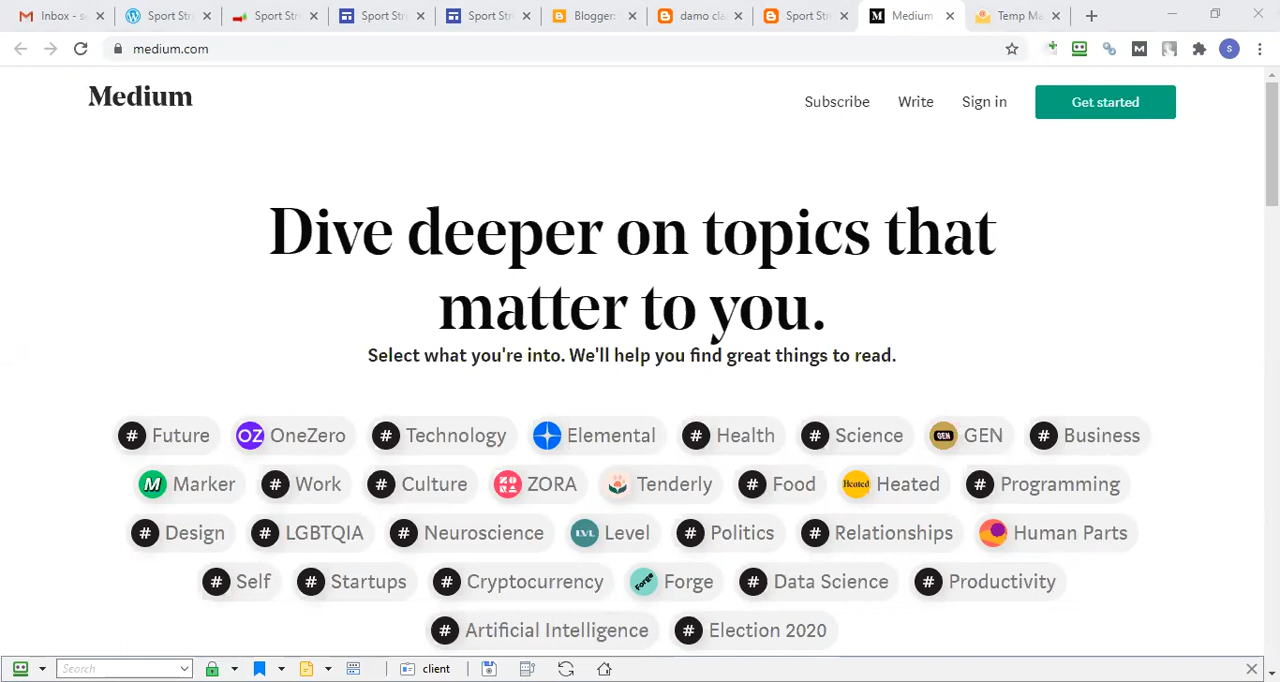 Inbox - s
Sport Str
Sport Str
Sport Str
Sport Str
Blogger:
damo cla
Sport Str
Medium
Temp Ma
medium.com
S
Medium
Subscribe
Write
Sign in
Get started
Dive deeper on topics that
matter to you.
Select what you're into. We'll help you find great things to read.
# Future
OZ OneZero
# Technology
Elemental
# Health
# Science
GEN GEN
# Business
M Marker
# Work
# Culture
ZORA
Tenderly
# Food
Heated Heated
# Programming
# Design
# LGBTQIA
# Neuroscience
LVL Level
# Politics
# Relationships
Human Parts
# Self
# Startups
# Cryptocurrency
Forge Forge
# Data Science
# Productivity
# Artificial Intelligence
# Election 2020
Search
client